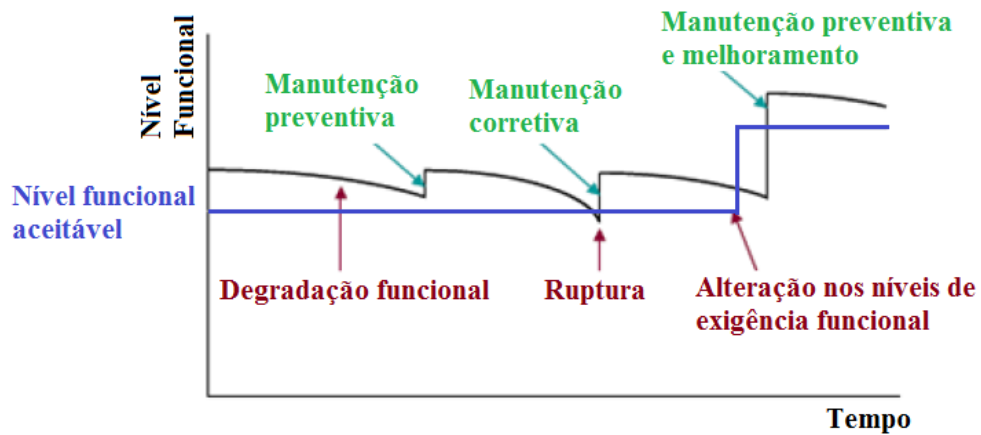 Nível
Funcional
Manutenção
preventiva
Manutenção
corretiva
Manutenção preventiva
e melhoramento
Nível funcional
aceitável
Degradação funcional
Ruptura
Alteração nos níveis de
exigência funcional
Tempo